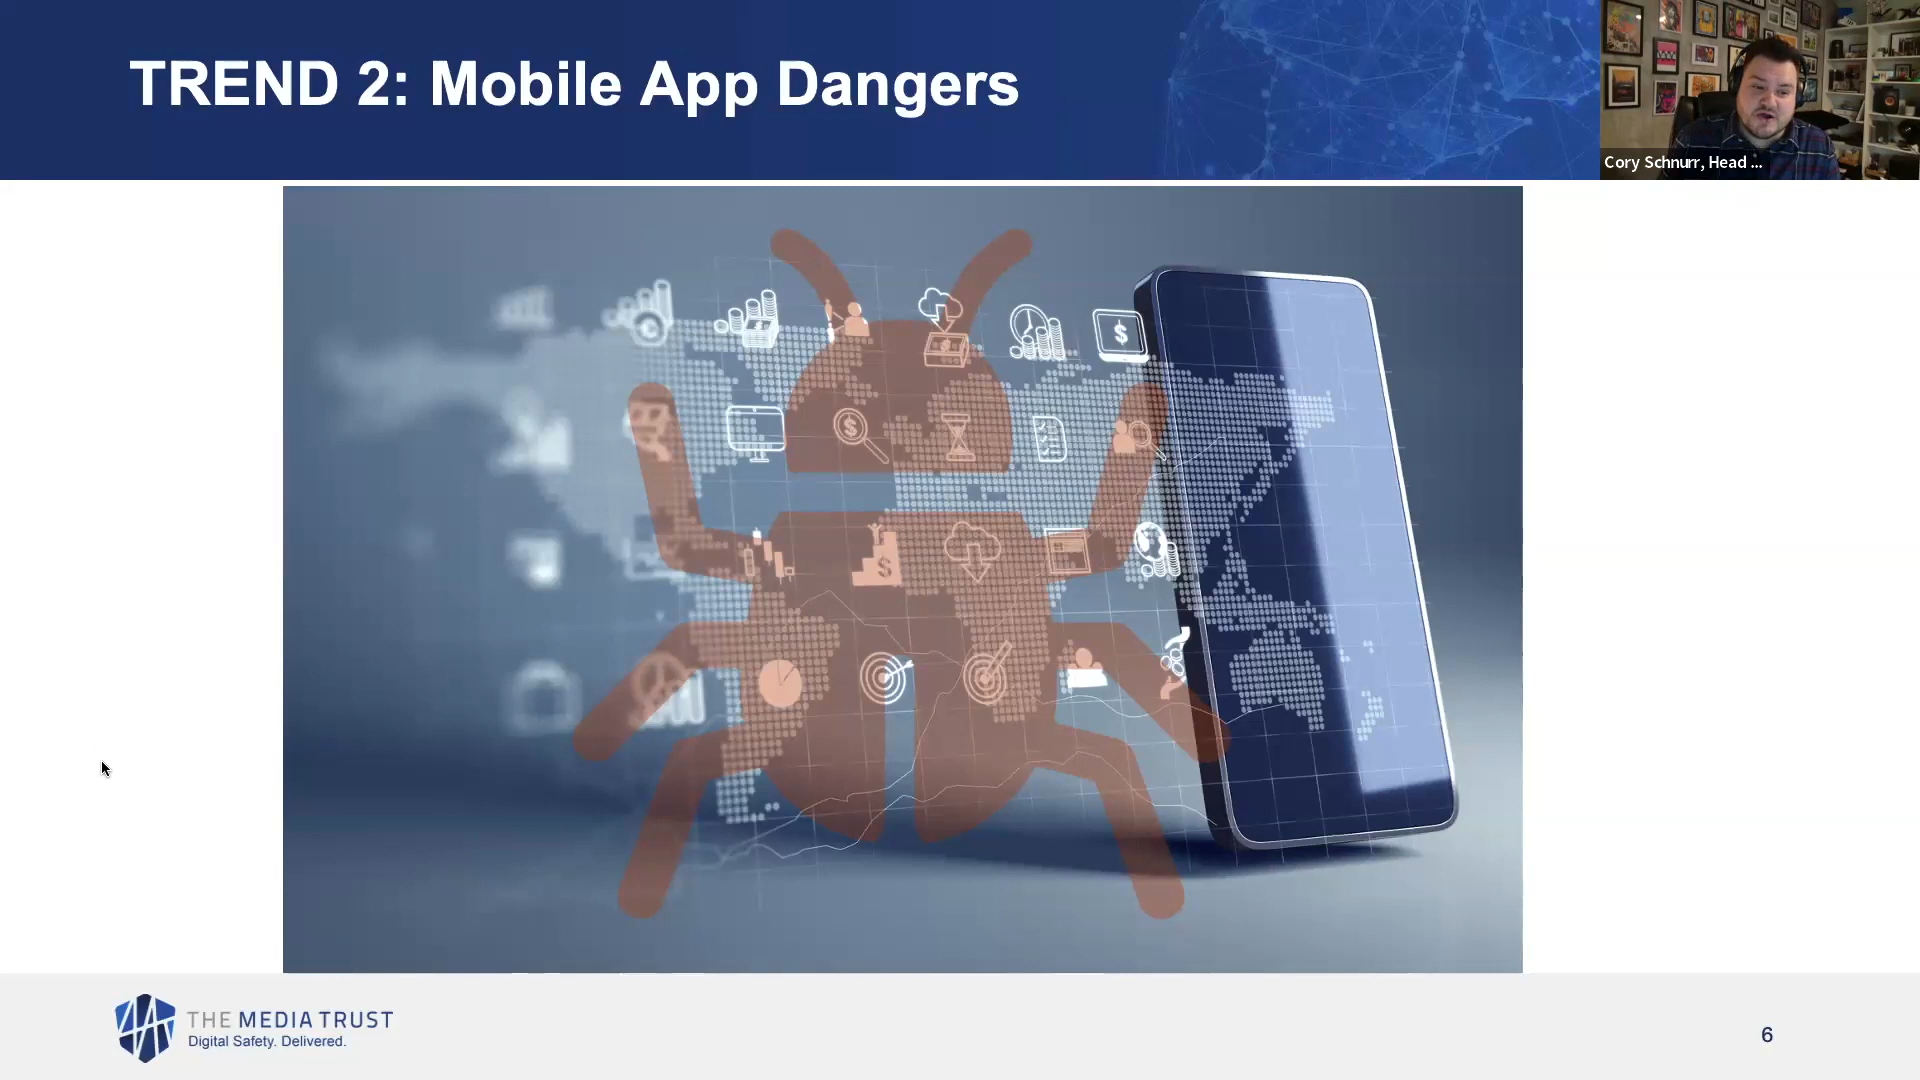 TREND 2: Mobile App Dangers
Cory Schnurr, Head ...
$
$
$
THE MEDIA TRUST
Digital Safety. Delivered.
6